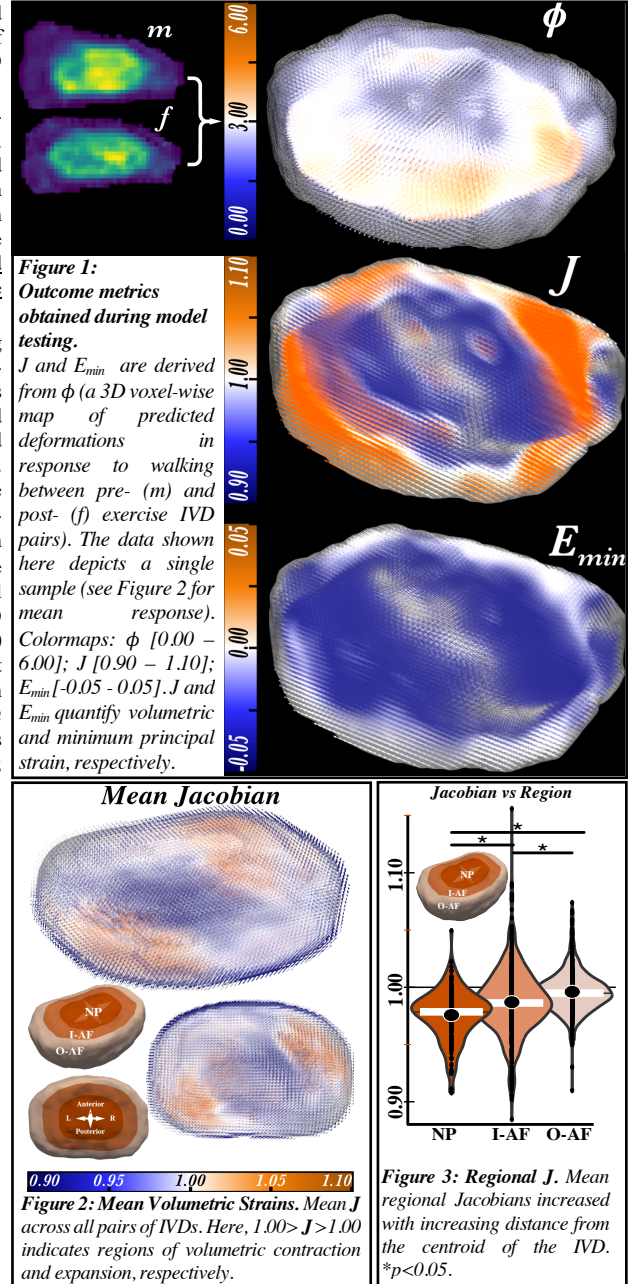 m
f
6.00
3.00
0.00
ϕ
Figure 1:
Outcome metrics
obtained during model
testing.
J and Emin are derived
from ϕ (a 3D voxel-wise
map of predicted
deformations in
response to walking
between pre- (m) and
post- (f) exercise IVD
pairs). The data shown
here depicts a single
sample (see Figure 2 for
mean response).
Colormaps: ϕ [0.00 –
6.00]; J [0.90 – 1.10];
Emin [-0.05 - 0.05]. J and
Emin quantify volumetric
and minimum principal
strain, respectively.
1.10
1.00
0.90
J
0.05
0.00
-0.05
Emin
Mean Jacobian
NP
I-AF
O-AF
Anterior
L R
Posterior
0.90 0.95 1.00 1.05 1.10
Figure 2: Mean Volumetric Strains. Mean J
across all pairs of IVDs. Here, 1.00> J >1.00
indicates regions of volumetric contraction
and expansion, respectively.
Jacobian vs Region
*
* *
NP
I-AF
O-AF
1.10
1.00
0.90
NP I-AF O-AF
Figure 3: Regional J. Mean
regional Jacobians increased
with increasing distance from
the centroid of the IVD.
*p<0.05.